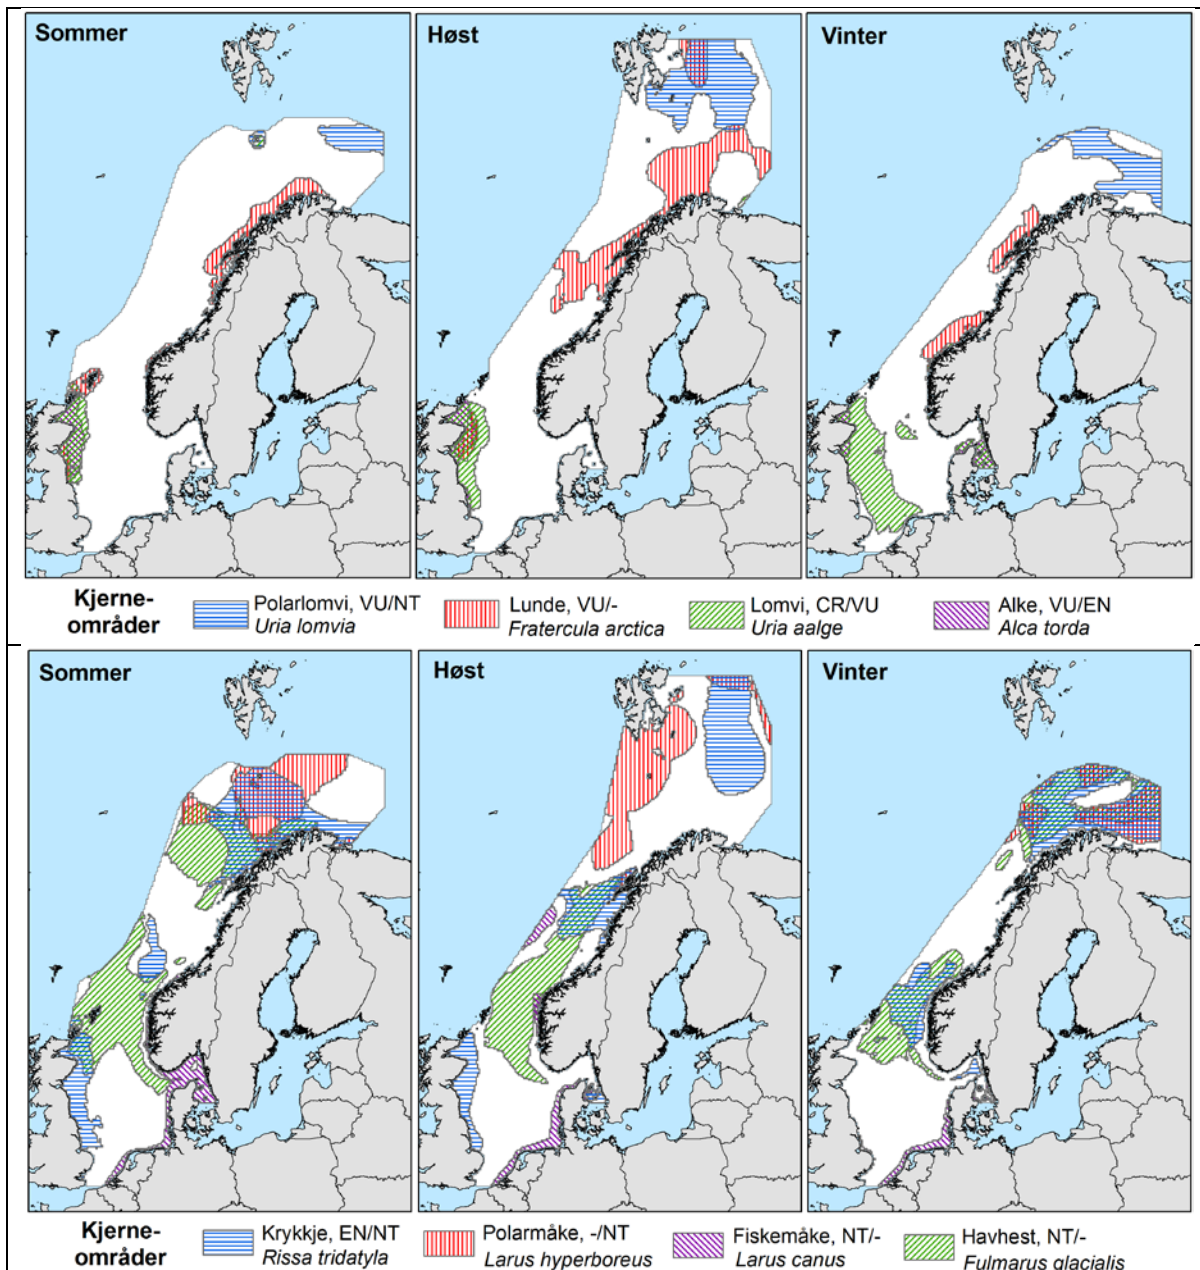 Sommer
Høst
Vinter
Kjerne-
områder
Polarlomvi, VU/NT
Uria lomvia
Lunde, VU/-
Fratercula arctica
Lomvi, CR/VU
Uria aalge
Alke, VU/EN
Alca torda
Sommer
Høst
Vinter
Kjerne-
områder
Krykkje, EN/NT
Rissa tridatyla
Polarmåke, -/NT
Larus hyperboreus
Fiskemåke, NT/-
Larus canus
Havhest, NT/-
Fulmarus glacialis